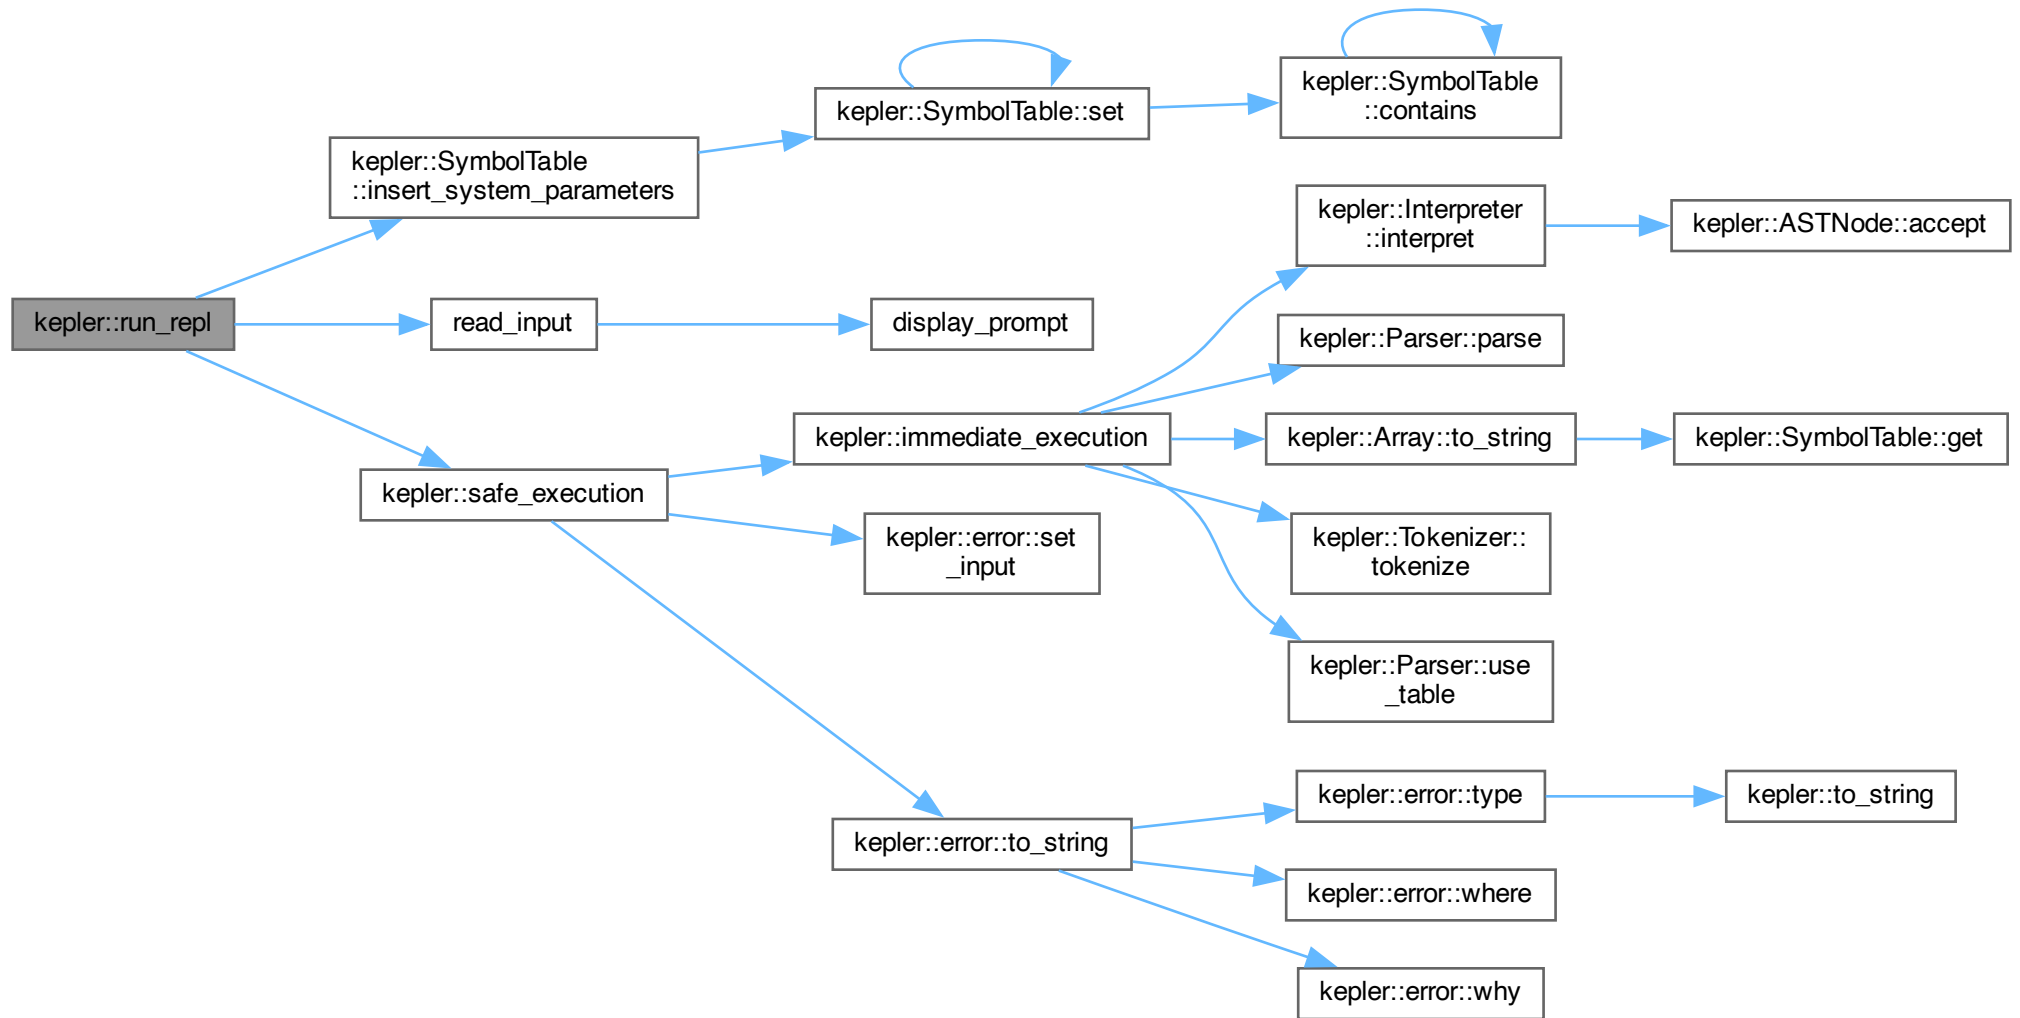 kepler::run_repl
kepler::SymbolTable
::insert_system_parameters
read_input
kepler::safe_execution
kepler::SymbolTable::set
display_prompt
kepler::immediate_execution
kepler::error::set
_input
kepler::error::to_string
kepler::SymbolTable
::contains
kepler::Interpreter
::interpret
kepler::Parser::parse
kepler::Array::to_string
kepler::Tokenizer::
tokenize
kepler::Parser::use
_table
kepler::error::type
kepler::error::where
kepler::error::why
kepler::ASTNode::accept
kepler::SymbolTable::get
kepler::to_string